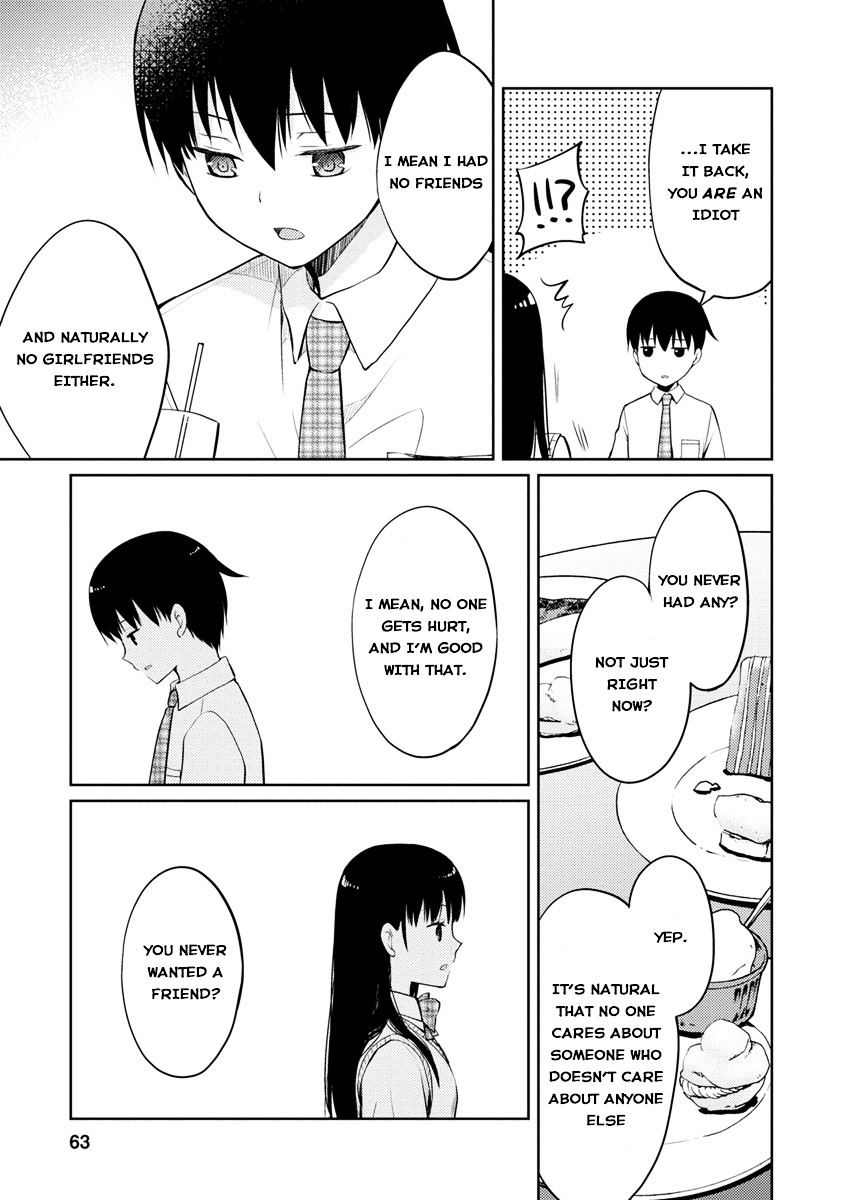 ...I TAKE
IT BACK,
YOU ARE AN
IDIOT
!!?
I MEAN I HAD
NO FRIENDS
AND NATURALLY
NO GIRLFRIENDS
EITHER.
YOU NEVER
HAD ANY?
NOT JUST
RIGHT
NOW?
YEP.
IT'S NATURAL
THAT NO ONE
CARES ABOUT
SOMEONE WHO
DOESN'T CARE
ABOUT ANYONE
ELSE
I MEAN, NO ONE
GETS HURT,
AND I'M GOOD
WITH THAT.
YOU NEVER
WANTED A
FRIEND?
63